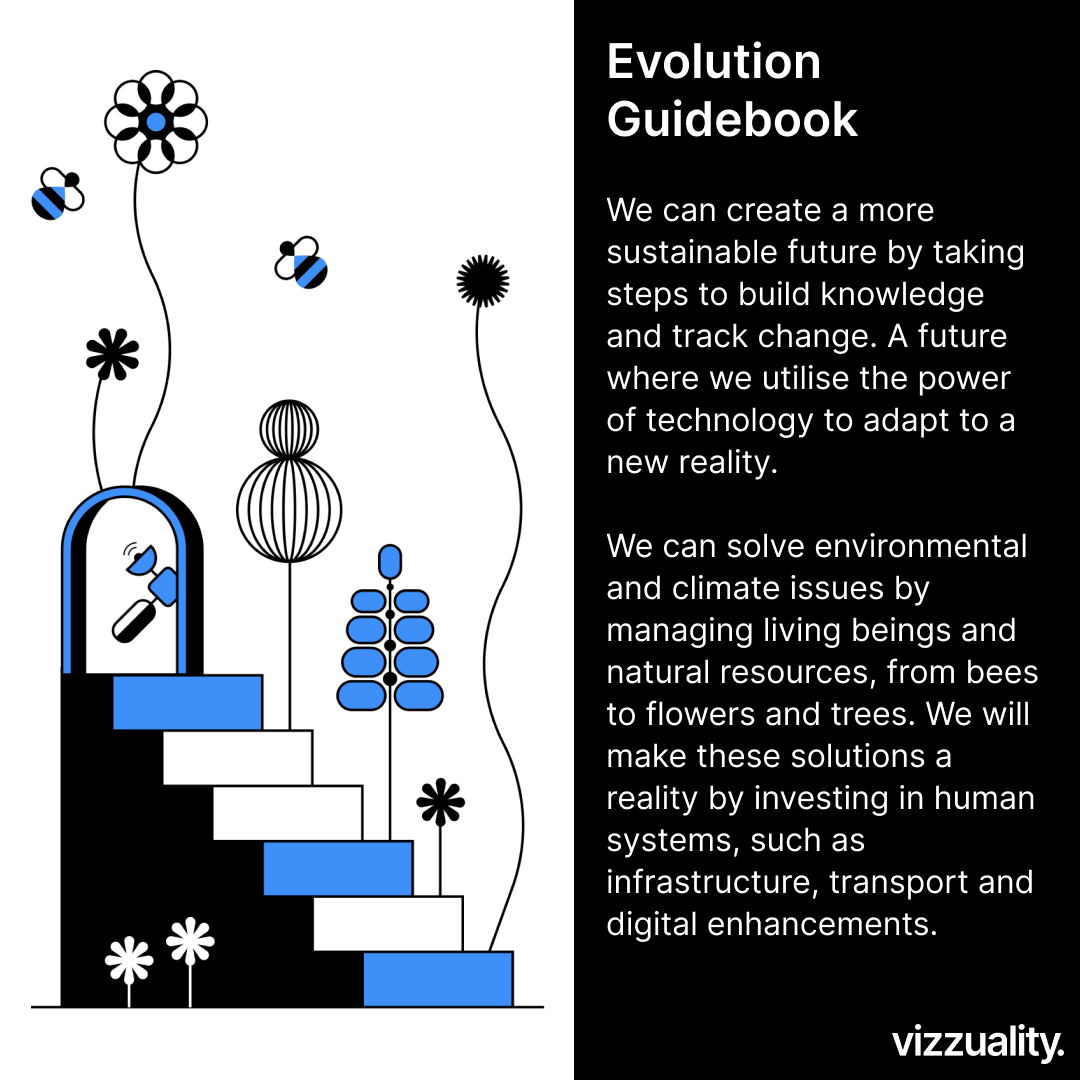 Evolution
Guidebook
We can create a more
sustainable future by taking
steps to build knowledge
and track change. A future
where we utilise the power
of technology to adapt to a
new reality.
We can solve environmental
and climate issues by
managing living beings and
natural resources, from bees
to flowers and trees. We will
make these solutions a
reality by investing in human
systems, such as
infrastructure, transport and
digital enhancements.
vizzuality.